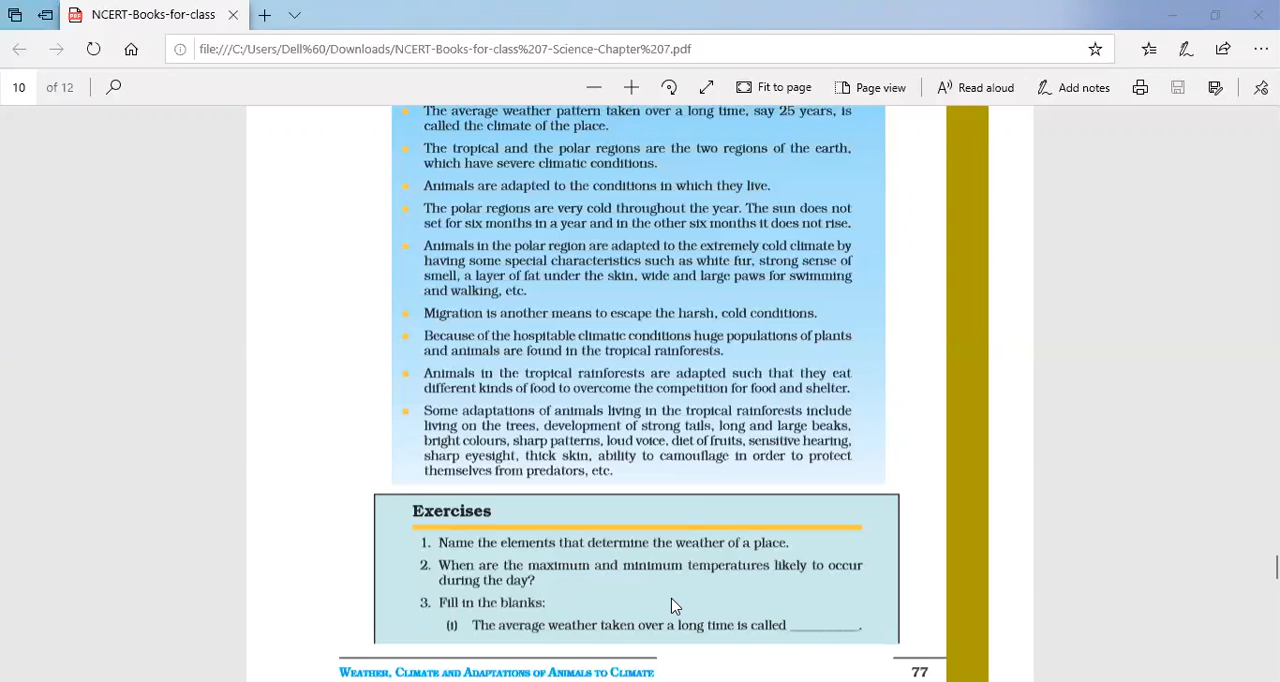 NCERT-Books-for-class
file:///C:/Users/Dell%60/Downloads/NCERT-Books-for-class%207-Science-Chapter%207.pdf
10 of 12
Fit to page
Page view
Read aloud
Add notes
The average weather pattern taken over a long time, say 25 years, is
called the climate of the place.
The tropical and the polar regions are the two regions of the earth,
which have severe climatic conditions.
Animals are adapted to the conditions in which they live.
The polar regions are very cold throughout the year. The sun does not
set for six months in a year and in the other six months it does not rise.
Animals in the polar region are adapted to the extremely cold climate by
having some special characteristics such as white fur, strong sense of
smell, a layer of fat under the skin, wide and large paws for swimming
and walking, etc.
Migration is another means to escape the harsh, cold conditions.
Because of the hospitable climatic conditions huge populations of plants
and animals are found in the tropical rainforests.
Animals in the tropical rainforests are adapted such that they eat
different kinds of food to overcome the competition for food and shelter.
Some adaptations of animals living in the tropical rainforests include
living on the trees, development of strong tails, long and large beaks,
bright colours, sharp patterns, loud voice, diet of fruits, sensitive hearing,
sharp eyesight, thick skin, ability to camouflage in order to protect
themselves from predators, etc.
Exercises
1. Name the elements that determine the weather of a place.
2. When are the maximum and minimum temperatures likely to occur
during the day?
3. Fill in the blanks:
(i) The average weather taken over a long time is called __________.
WEATHER, CLIMATE AND ADAPTATIONS OF ANIMALS TO CLIMATE
77